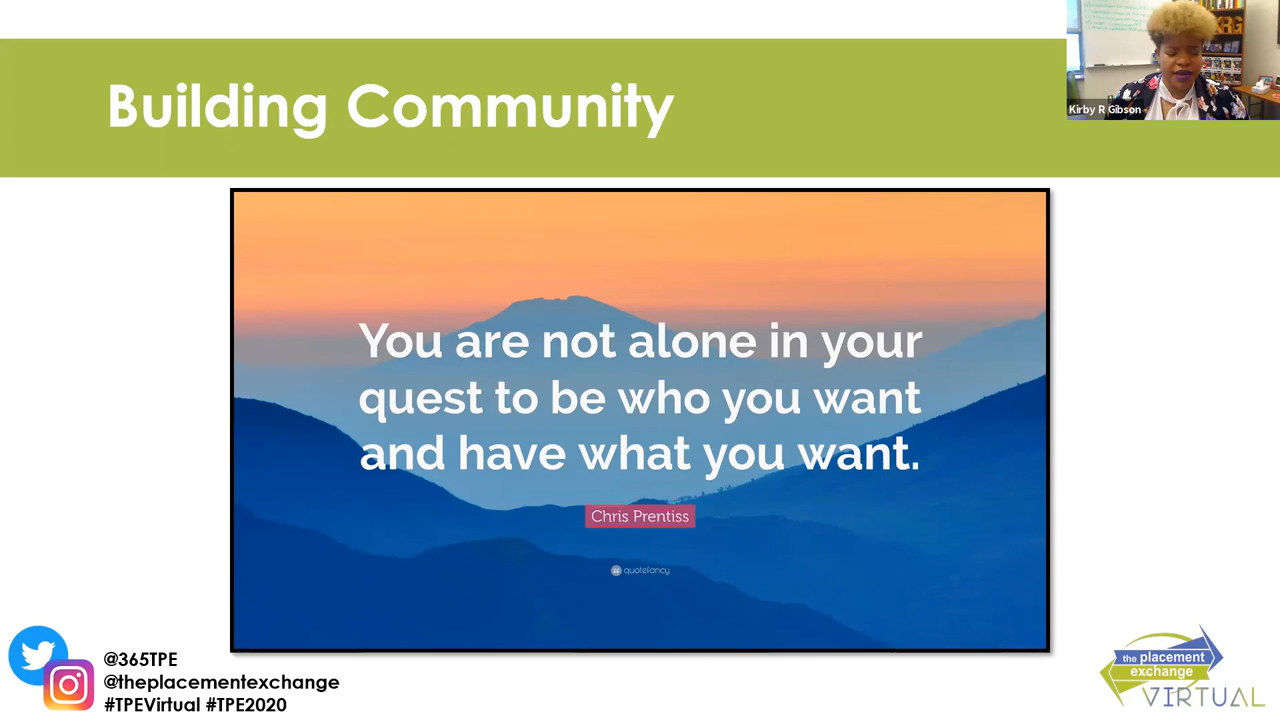 Building Community
KRG
Kirby R Gibson
You are not alone in your
quest to be who you want
and have what you want.
Chris Prentiss
quotefancy
@365TPE
@theplacementexchange
#TPEVirtual #TPE2020
the placement
exchange
VIRTUAL